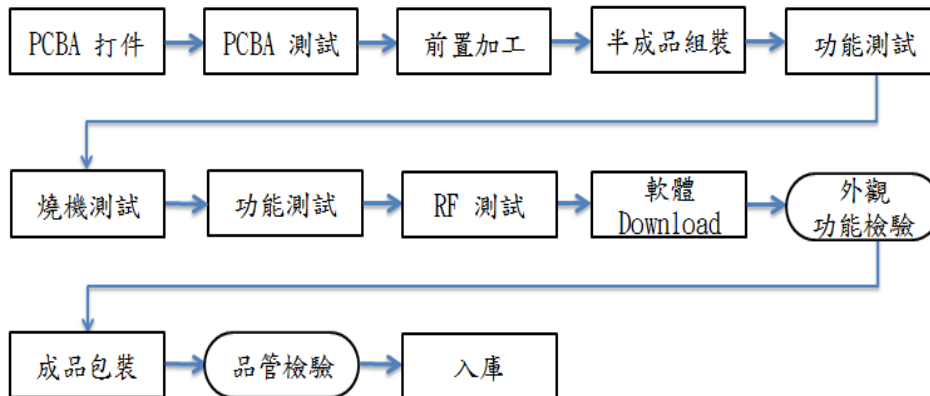 PCBA 打件
PCBA 測試
前置加工
半成品組裝
功能測試
燒機測試
功能測試
RF 測試
軟體
Download
外觀
功能檢驗
成品包裝
品管檢驗
入庫